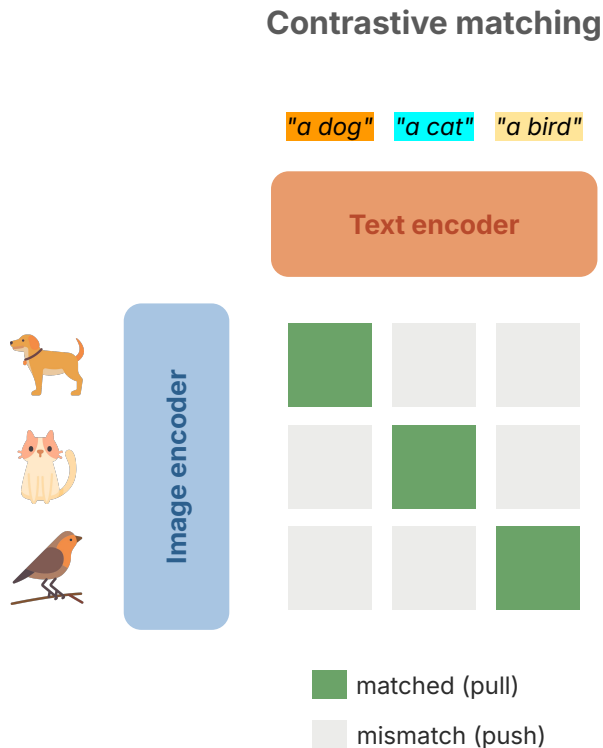 Contrastive matching
"a dog" "a cat" "a bird"
Text encoder
Image encoder
matched (pull)
mismatch (push)